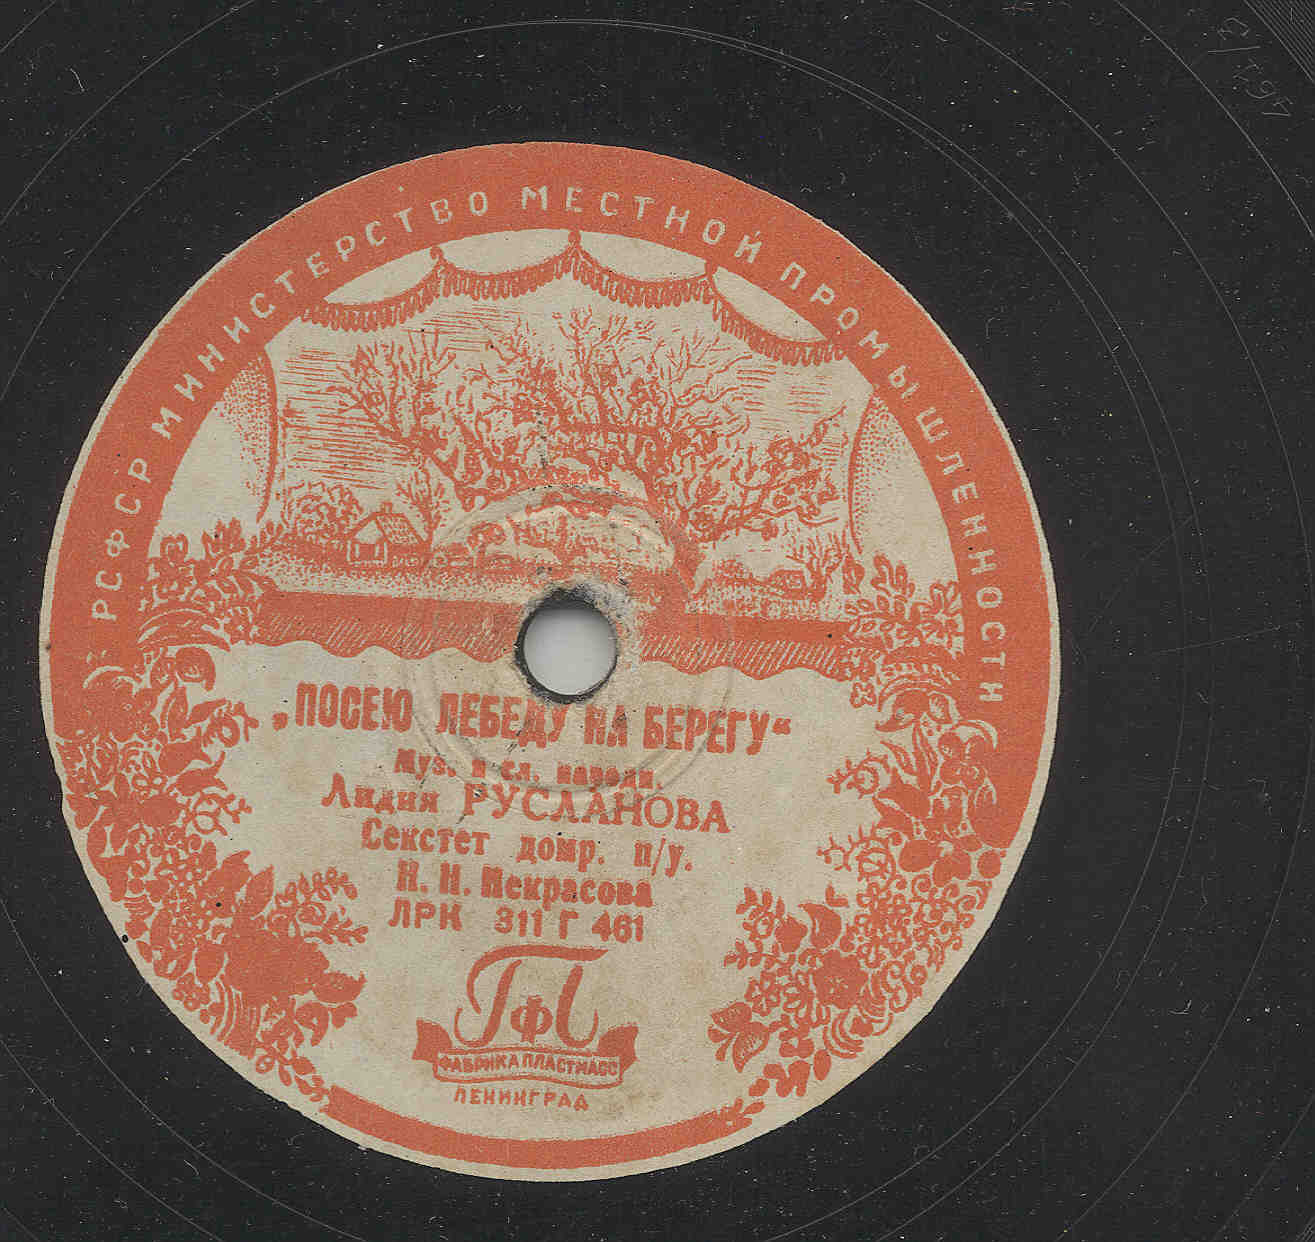 РСФСР МИНИСТЕРСТВО МЕСТНОЙ ПРОМЫШЛЕННОСТИ
„ПОСЕЮ ЛЕБЕДУ НА БЕРЕГУ“
Муз. и сл. народн.
Лидия РУСЛАНОВА
Секстет домр. п/у.
Н. Н. Некрасова
ЛРК 311 Г 461
ГфП
ФАБРИКА ПЛАСТМАСС
ЛЕНИНГРАД